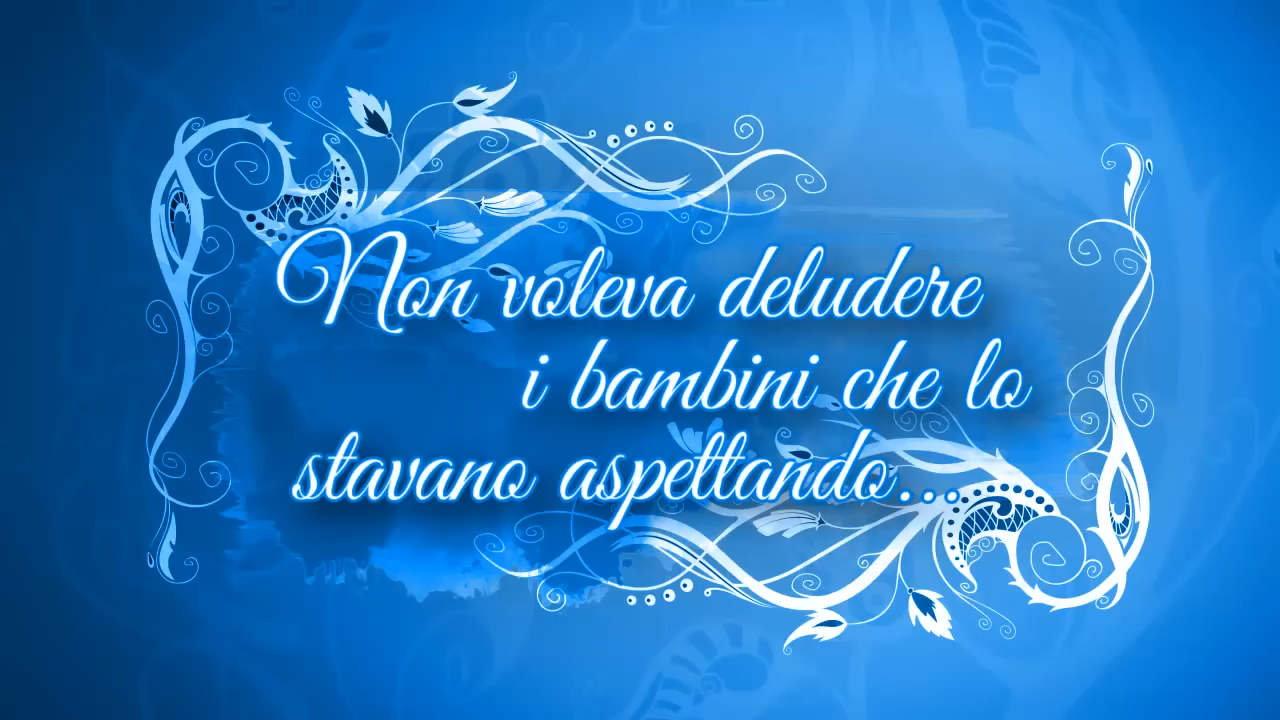 Non voleva deludere
i bambini che lo
stavano aspettando...